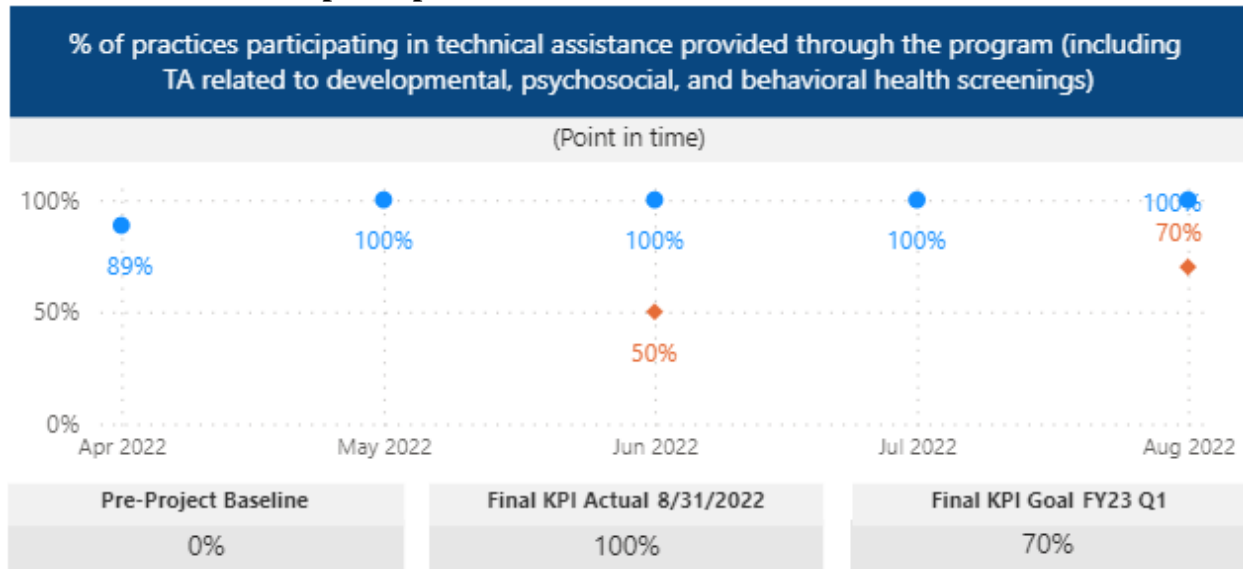 % of practices participating in technical assistance provided through the program (including
TA related to developmental, psychosocial, and behavioral health screenings)
(Point in time)
100%
50%
0%
89%
100%
100%
100%
100%
70%
50%
Apr 2022
May 2022
Jun 2022
Jul 2022
Aug 2022
Pre-Project Baseline
Final KPI Actual 8/31/2022
Final KPI Goal FY23 Q1
0%
100%
70%